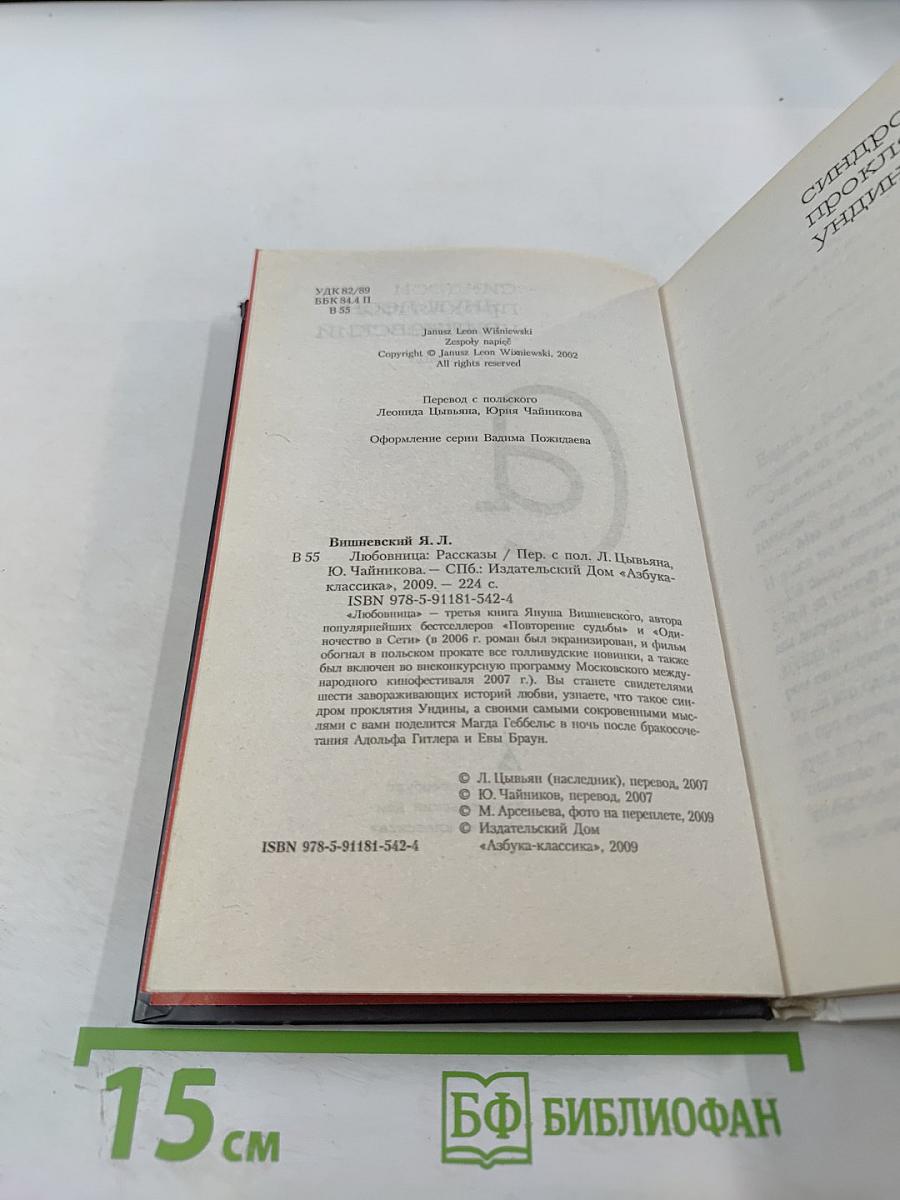 УДК 82/89
ББК 84.4 П
В 55
Janusz Leon Wiśniewski
Zespoły napięć
Copyright © Janusz Leon Wiśniewski, 2002
All rights reserved
Перевод с польского
Леонида Цывьяна, Юрия Чайникова
Оформление серии Вадима Пожидаева
Вишневский Я. Л.
В 55 Любовница: Рассказы / Пер. с пол. Л. Цывьяна,
Ю. Чайникова. — СПб.: Издательский Дом «Азбука-
классика», 2009. — 224 с.
ISBN 978-5-91181-542-4
«Любовница» — третья книга Януша Вишневского, автора
популярнейших бестселлеров «Повторение судьбы» и «Оди-
ночество в Сети» (в 2006 г. роман был экранизирован, и фильм
обогнал в польском прокате все голливудские новинки, а также
был включен во внеконкурсную программу Московского между-
народного кинофестиваля 2007 г.). Вы станете свидетелями
шести завораживающих историй любви, узнаете, что такое син-
дром проклятия Ундины, а своими самыми сокровенными мыс-
лями с вами поделится Магда Геббельс в ночь после бракосоче-
тания Адольфа Гитлера и Евы Браун.
© Л. Цывьян (наследник), перевод, 2007
© Ю. Чайников, перевод, 2007
© М. Арсеньева, фото на переплете, 2009
© Издательский Дом
ISBN 978-5-91181-542-4 «Азбука-классика», 2009
синдро
прокля
ундин
15 см
БФ БИБЛИОФАН